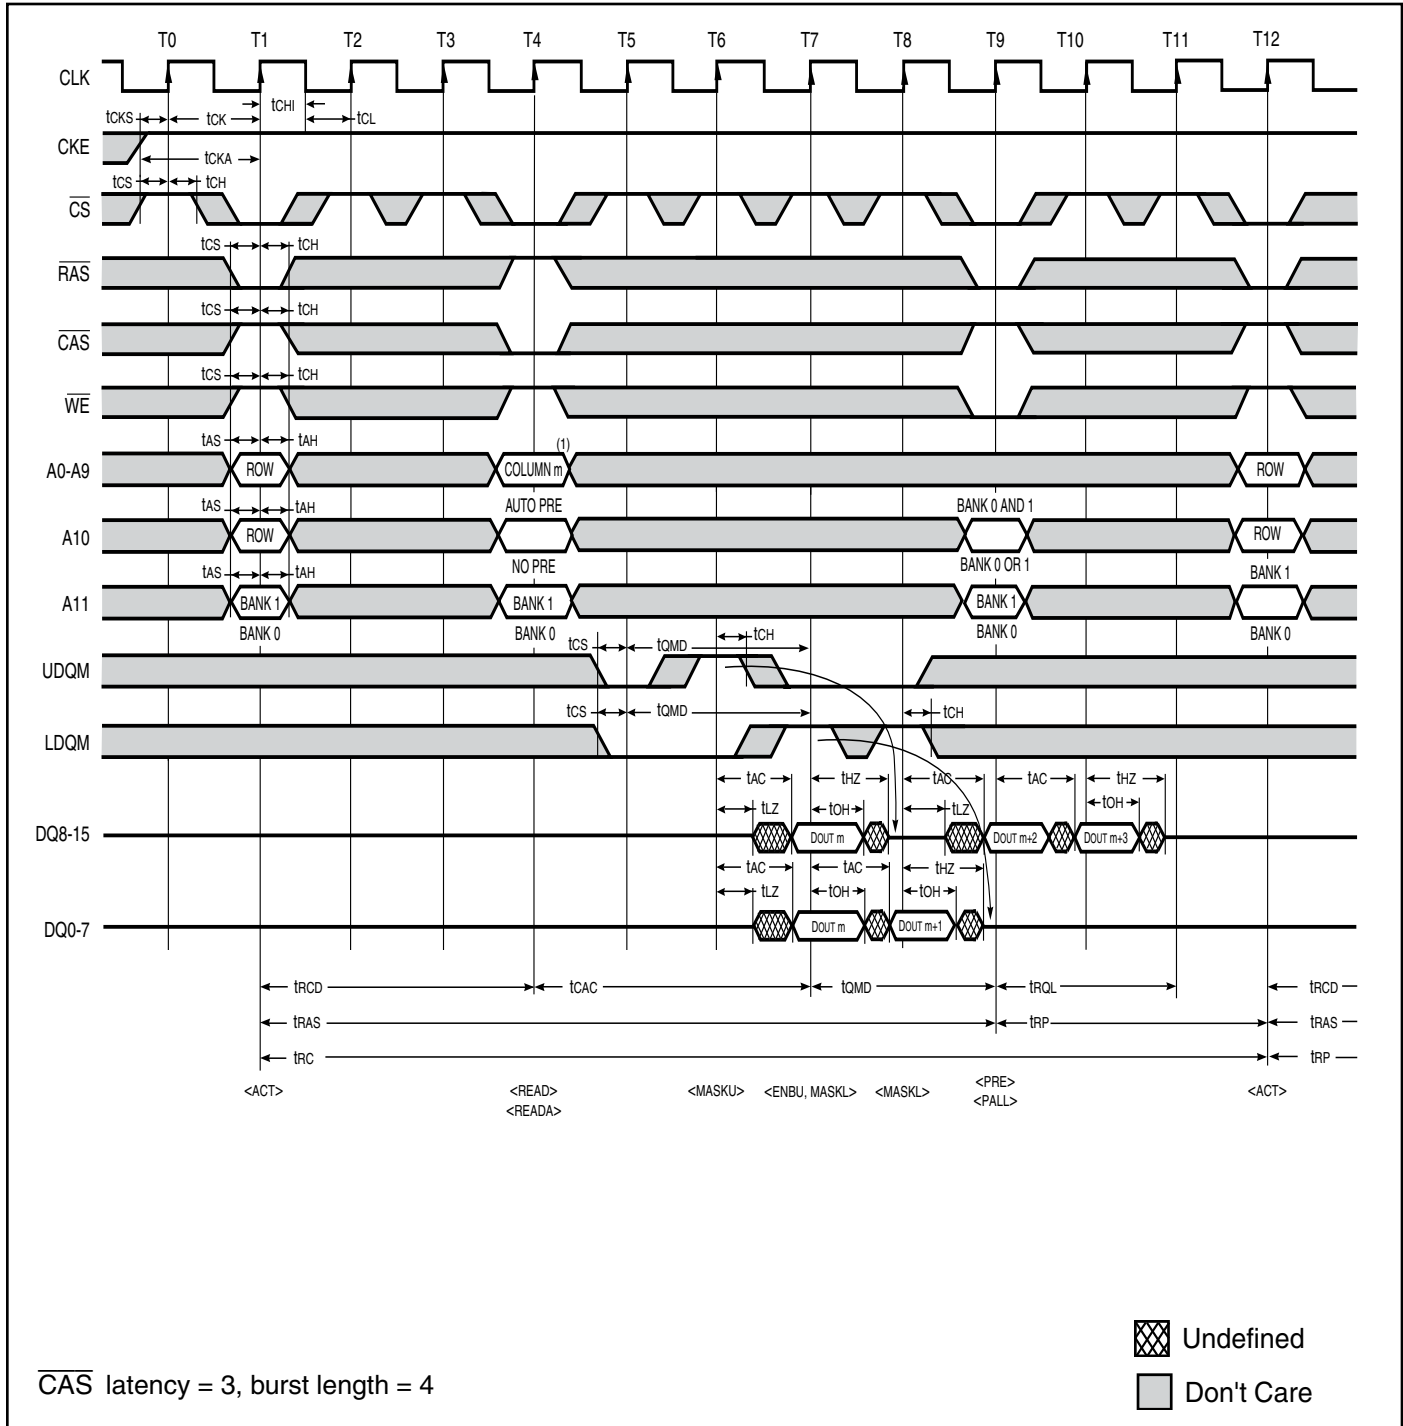 T0 T1 T2 T3 T4 T5 T6 T7 T8 T9 T10 T11 T12
CLK
tCHI
tCKS tCK tCL
CKE
tCKA
tCS tCH
CS
tCS tCH
RAS
tCS tCH
CAS
tCS tCH
WE
tAS tAH (1)
A0-A9 ROW COLUMN m ROW
tAS tAH AUTO PRE BANK 0 AND 1
A10 ROW ROW
NO PRE BANK 0 OR 1
tAS tAH BANK 1
A11 BANK 1 BANK 1 BANK 1
BANK 0 BANK 0 BANK 0 BANK 0
tCS tQMD tCH
UDQM
tCS tQMD tCH
LDQM
tAC tHZ tAC tAC tHZ
tLZ tOH tLZ tOH
DQ8-15 DOUT m DOUT m+2 DOUT m+3
tAC tAC tHZ
tLZ tOH tOH
DQ0-7 DOUT m DOUT m+1
tRCD tCAC tQMD tRQL tRCD
tRAS tRP tRAS
tRC tRP
<ACT> <READ> <MASKU> <ENBU, MASKL> <MASKL> <PRE> <ACT>
<READA> <PALL>
Undefined
CAS latency = 3, burst length = 4
Don't Care